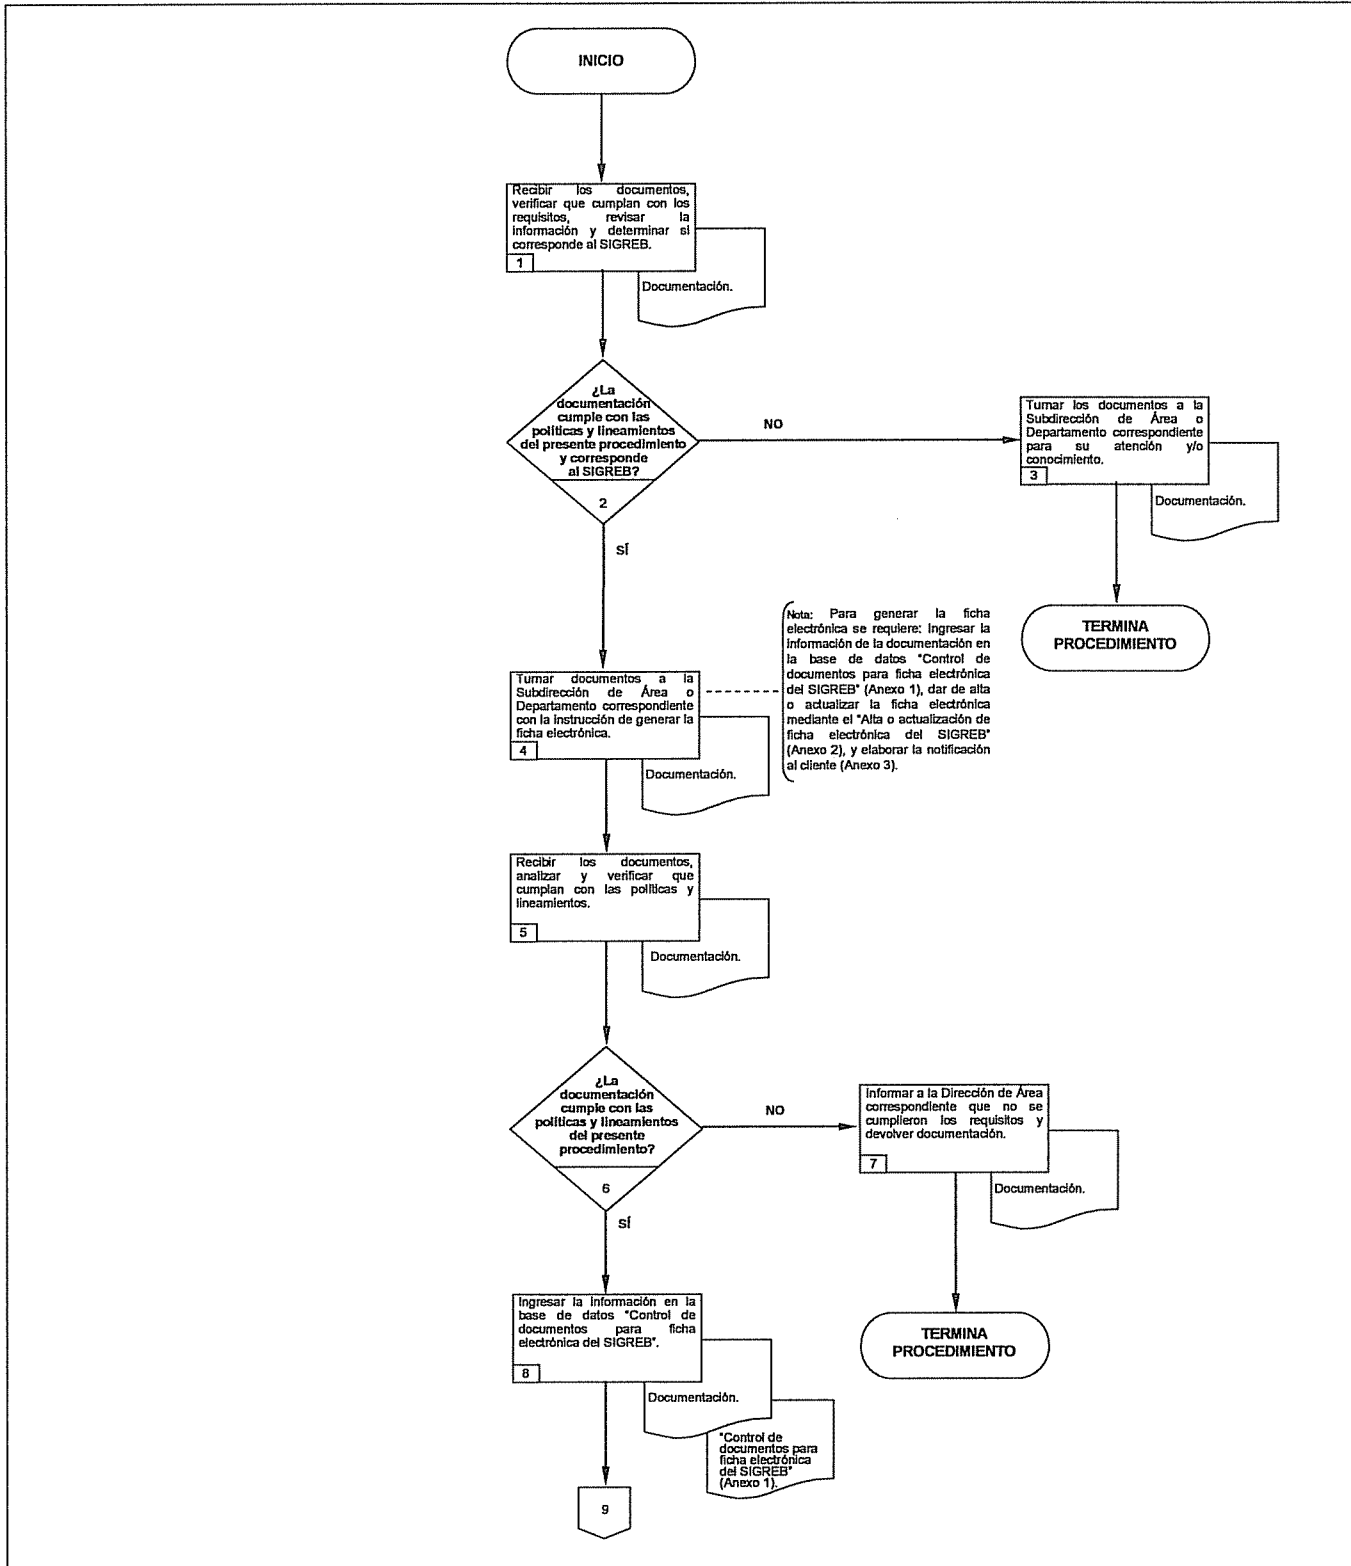 INICIO
Recibir los documentos,
verificar que cumplan con los
requisitos, revisar la
información y determinar si
corresponde al SIGREB.
1
Documentación.
¿La
documentación
cumple con las
políticas y lineamientos
del presente procedimiento
y corresponde
al SIGREB?
2
NO
Turnar los documentos a la
Subdirección de Área o
Departamento correspondiente
para su atención y/o
conocimiento.
3
Documentación.
TERMINA
PROCEDIMIENTO
SÍ
Turnar documentos a la
Subdirección de Área o
Departamento correspondiente
con la instrucción de generar la
ficha electrónica.
4
Documentación.
Nota: Para generar la ficha
electrónica se requiere: Ingresar la
información de la documentación en
la base de datos "Control de
documentos para ficha electrónica
del SIGREB" (Anexo 1), dar de alta
o actualizar la ficha electrónica
mediante el "Alta o actualización de
ficha electrónica del SIGREB"
(Anexo 2), y elaborar la notificación
al cliente (Anexo 3).
Recibir los documentos,
analizar y verificar que
cumplan con las políticas y
lineamientos.
5
Documentación.
¿La
documentación
cumple con las
políticas y lineamientos
del presente
procedimiento?
6
NO
Informar a la Dirección de Área
correspondiente que no se
cumplieron los requisitos y
devolver documentación.
7
Documentación.
TERMINA
PROCEDIMIENTO
SÍ
Ingresar la información en la
base de datos "Control de
documentos para ficha
electrónica del SIGREB".
8
Documentación.
"Control de
documentos para
ficha electrónica
del SIGREB"
(Anexo 1).
9